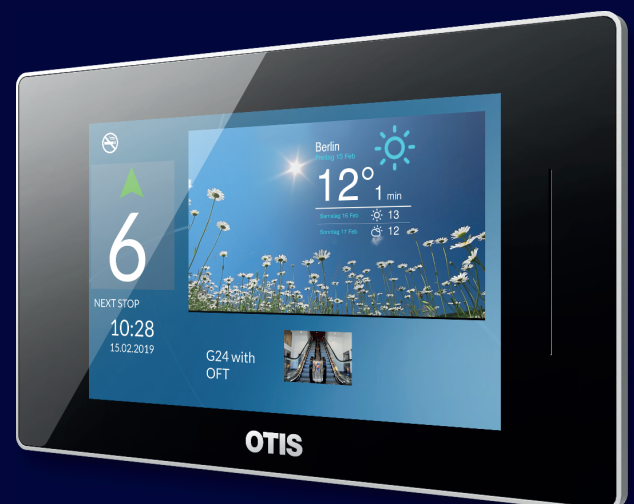 6
NEXT STOP
10:28
15.02.2019
Berlin
Freitag 15 Feb
12° 1 min
Samstag 16 Feb 13
Sonntag 17 Feb 12
G24 with
OFT
OTIS